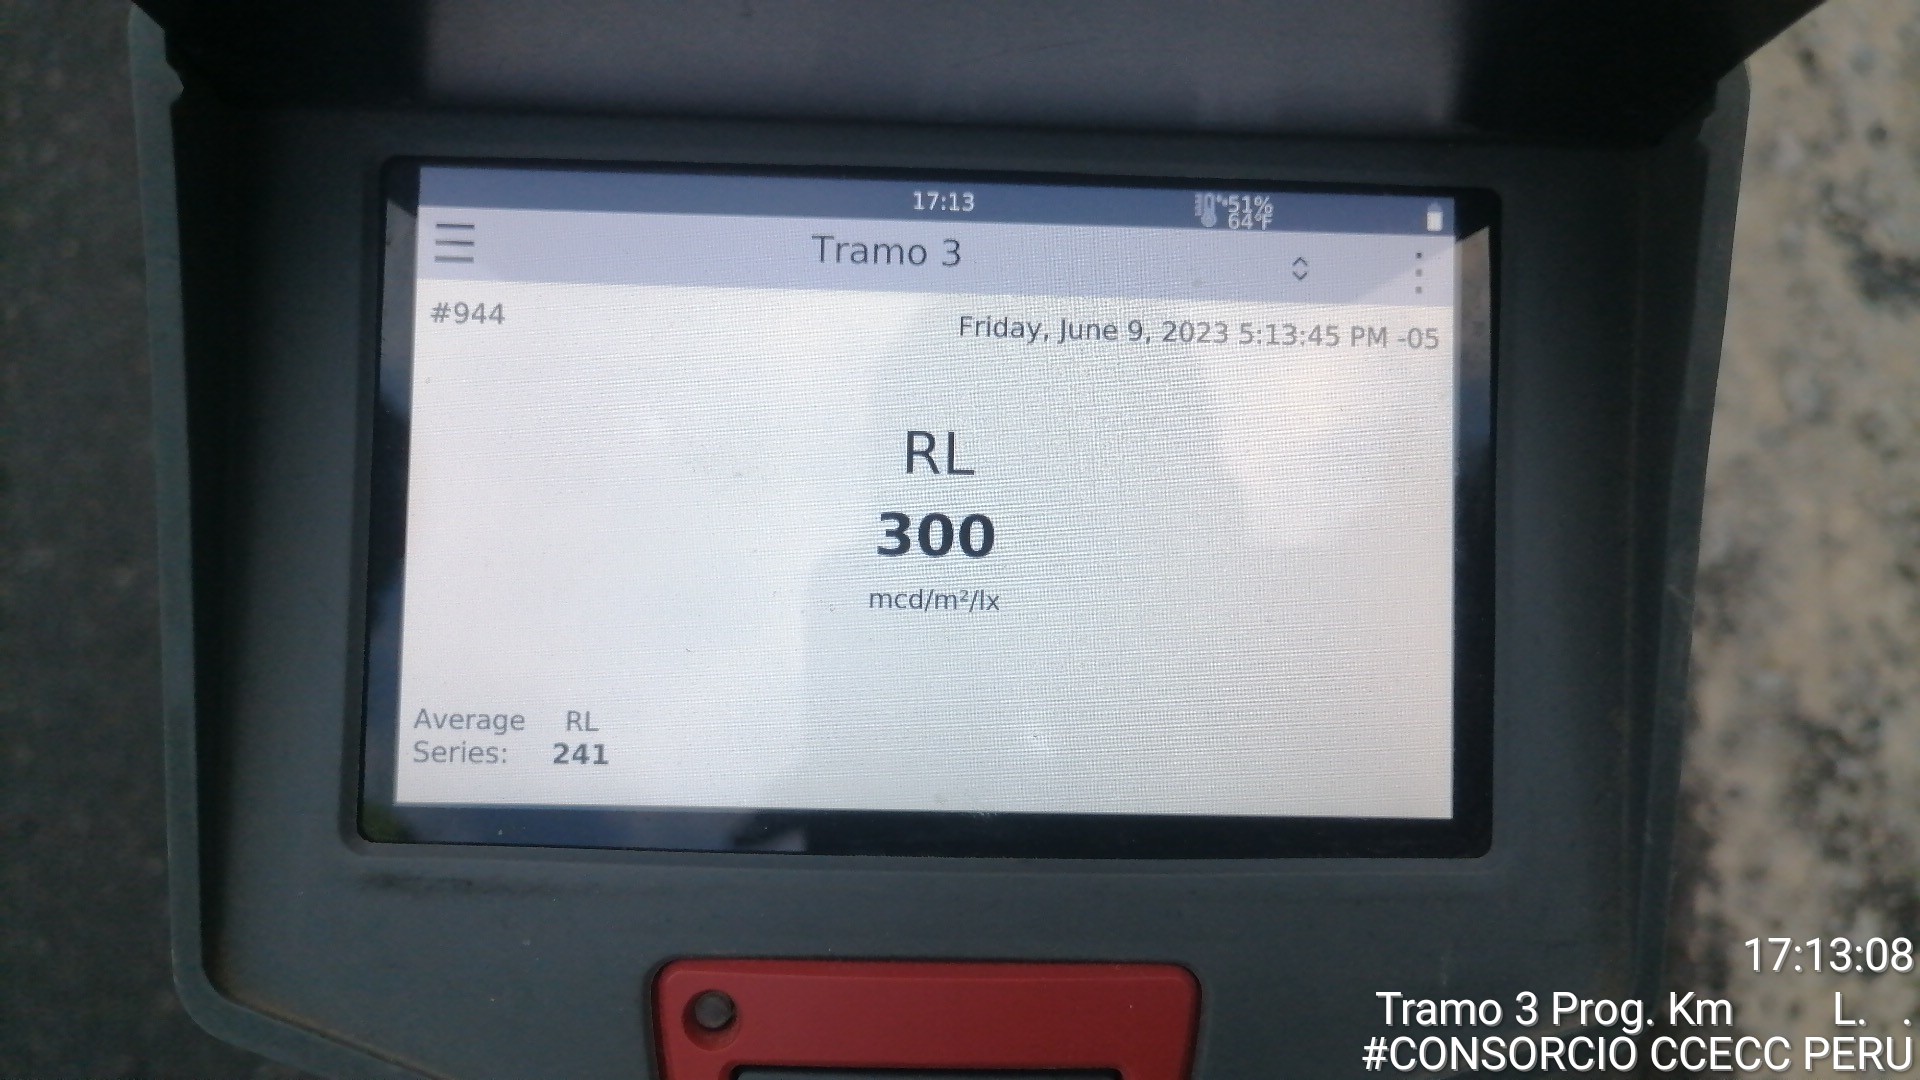 17:13
51%
64°F
Tramo 3
#944
Friday, June 9, 2023 5:13:45 PM -05
RL
300
mcd/m²/lx
Average RL
Series: 241
17:13:08
Tramo 3 Prog. Km L. .
#CONSORCIO CCECC PERU